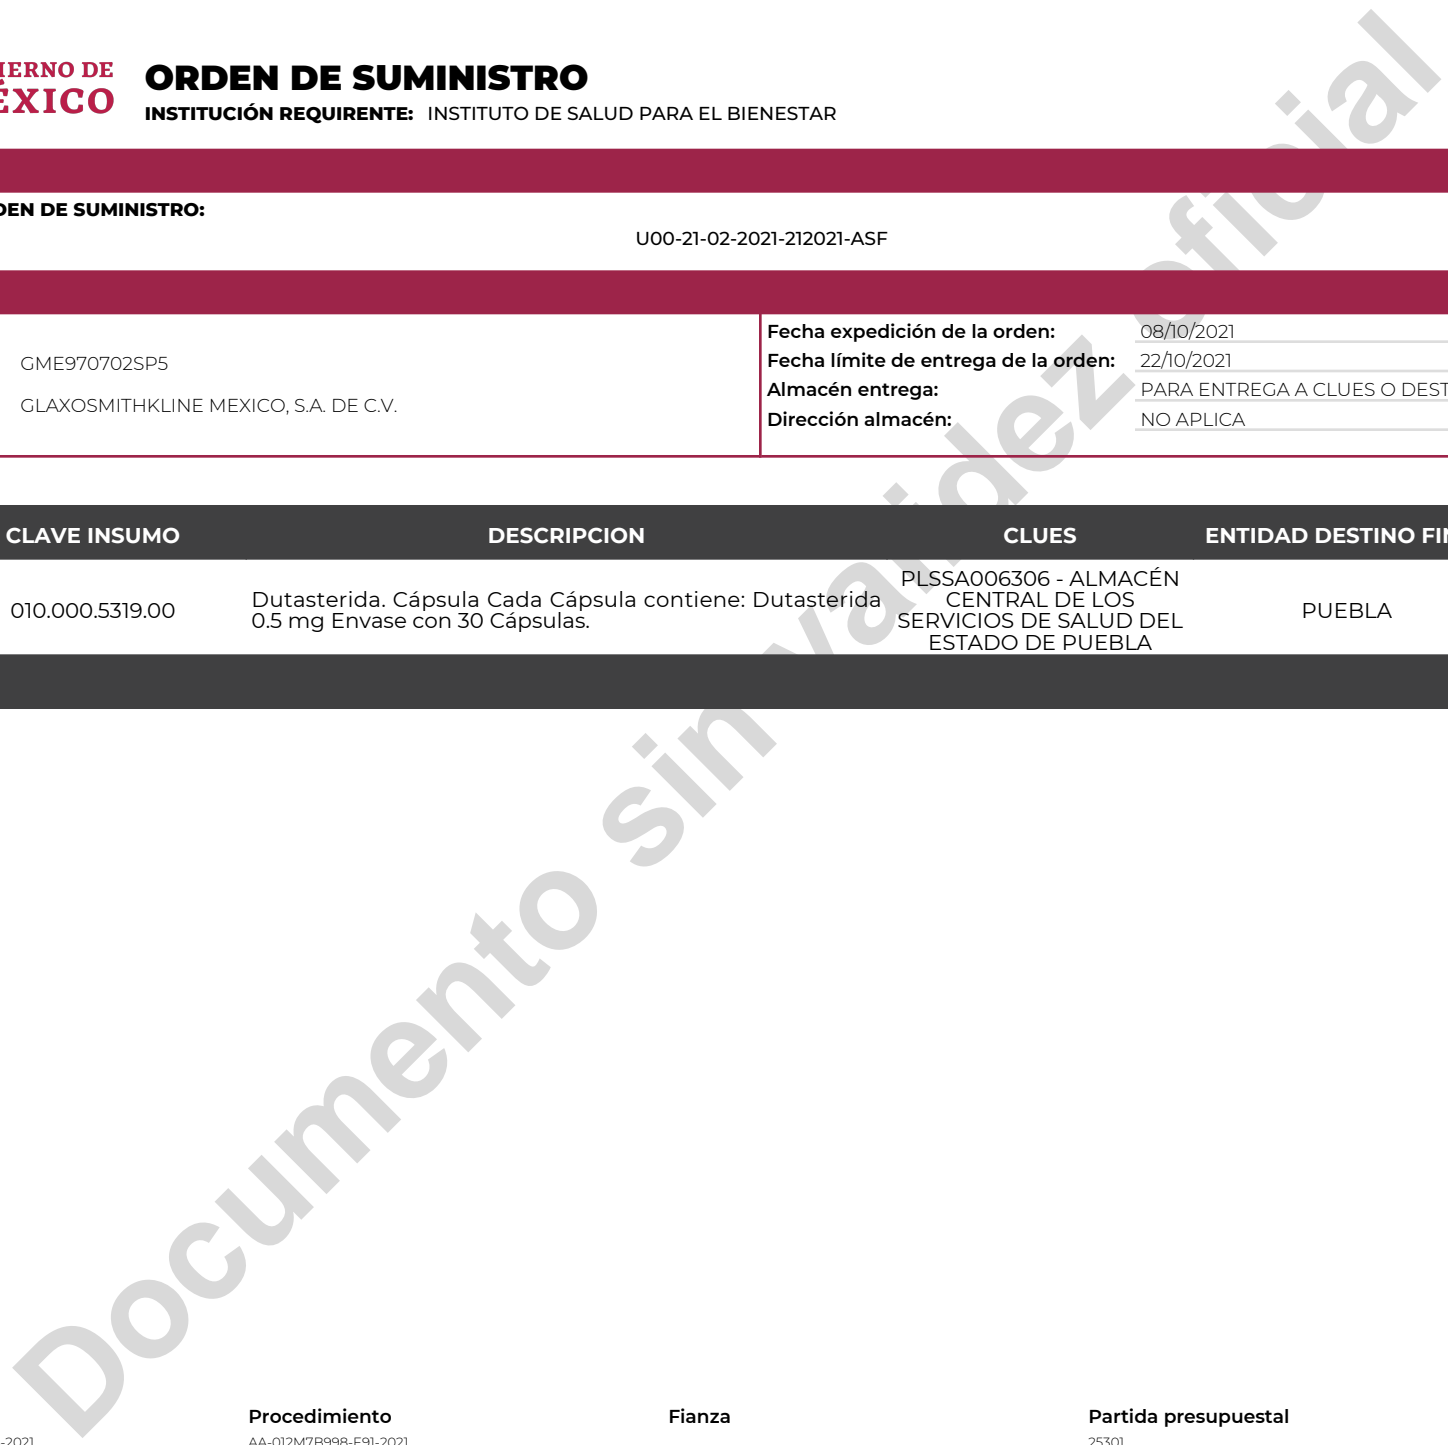 IERNO DE
ÉXICO
ORDEN DE SUMINISTRO
INSTITUCIÓN REQUIRENTE: INSTITUTO DE SALUD PARA EL BIENESTAR
DEN DE SUMINISTRO:
U00-21-02-2021-212021-ASF
GME970702SP5
GLAXOSMITHKLINE MEXICO, S.A. DE C.V.
Fecha expedición de la orden: 08/10/2021
Fecha límite de entrega de la orden: 22/10/2021
Almacén entrega: PARA ENTREGA A CLUES O DEST
Dirección almacén: NO APLICA
CLAVE INSUMO DESCRIPCION CLUES ENTIDAD DESTINO FIN
010.000.5319.00
Dutasterida. Cápsula Cada Cápsula contiene: Dutasterida
0.5 mg Envase con 30 Cápsulas.
PLSSA006306 - ALMACÉN
CENTRAL DE LOS
SERVICIOS DE SALUD DEL
ESTADO DE PUEBLA
PUEBLA
Documento sin validez oficial
Procedimiento Fianza Partida presupuestal
-2021 AA-012M7B998-E91-2021 25301